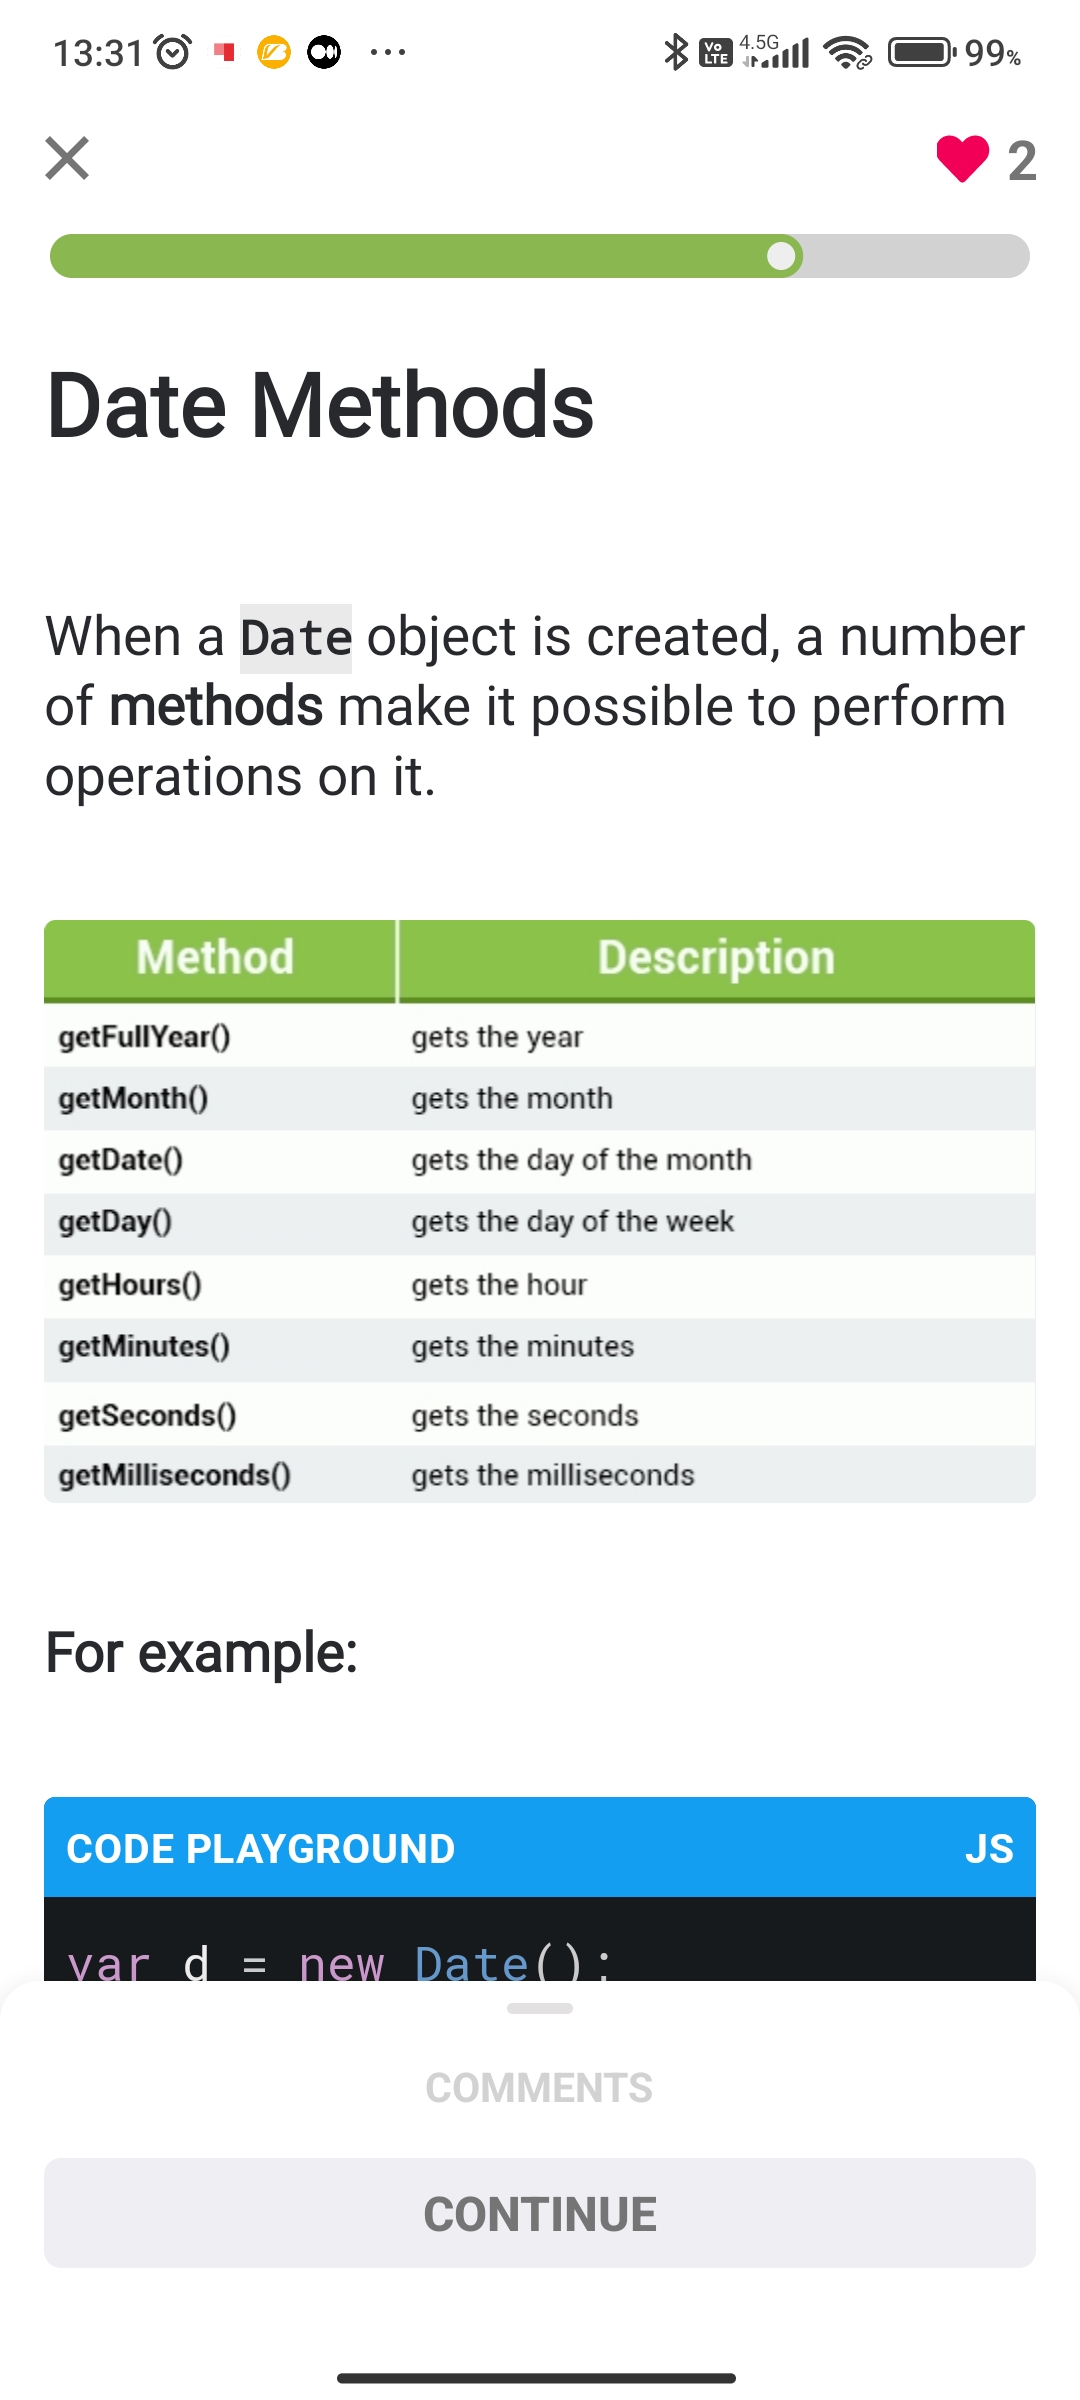 13:31 Vo LTE 4.5G 99%
2
Date Methods
When a Date object is created, a number
of methods make it possible to perform
operations on it.
Method Description
getFullYear() gets the year
getMonth() gets the month
getDate() gets the day of the month
getDay() gets the day of the week
getHours() gets the hour
getMinutes() gets the minutes
getSeconds() gets the seconds
getMilliseconds() gets the milliseconds
For example:
CODE PLAYGROUND JS
var d = new Date();
COMMENTS
CONTINUE